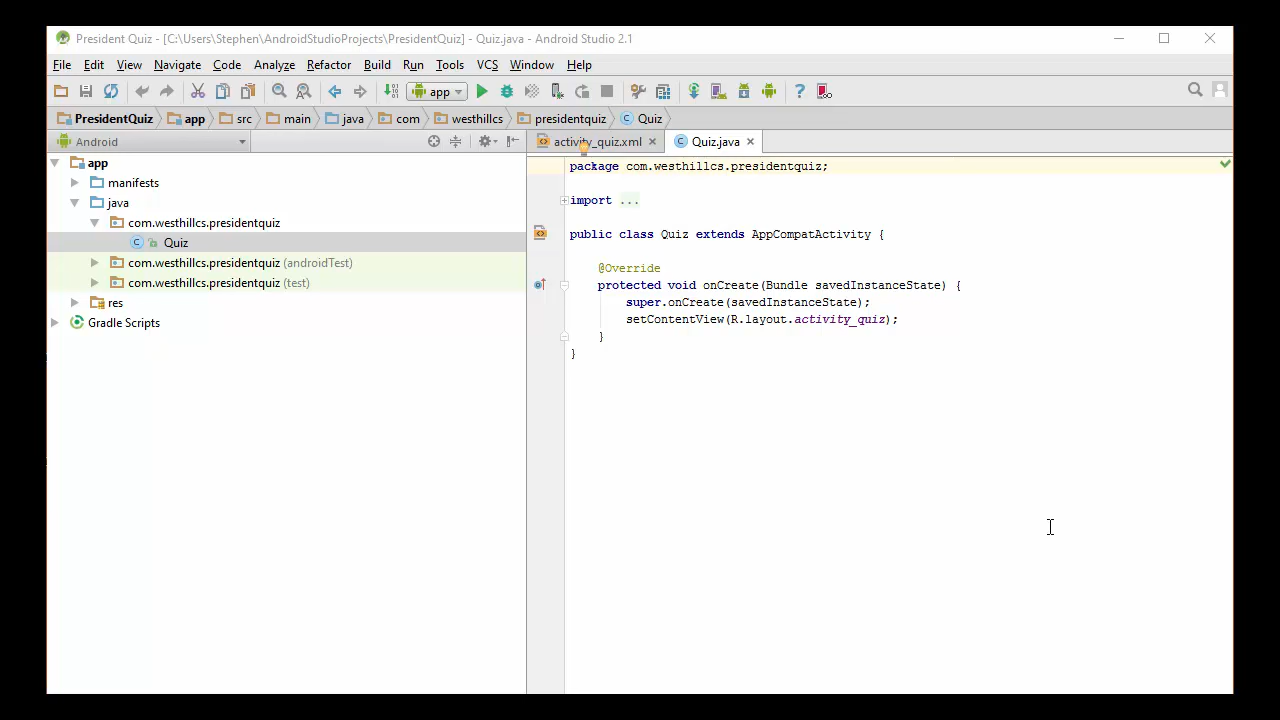 President Quiz - [C:\Users\Stephen\AndroidStudioProjects\PresidentQuiz] - Quiz.java - Android Studio 2.1
File Edit View Navigate Code Analyze Refactor Build Run Tools VCS Window Help
app
PresidentQuiz app src main java com westhillcs presidentquiz Quiz
Android
activity_quiz.xml Quiz.java
app
manifests
java
com.westhillcs.presidentquiz
Quiz
com.westhillcs.presidentquiz (androidTest)
com.westhillcs.presidentquiz (test)
res
Gradle Scripts
package com.westhillcs.presidentquiz;
import ...
public class Quiz extends AppCompatActivity {
@Override
protected void onCreate(Bundle savedInstanceState) {
super.onCreate(savedInstanceState);
setContentView(R.layout.activity_quiz);
}
}